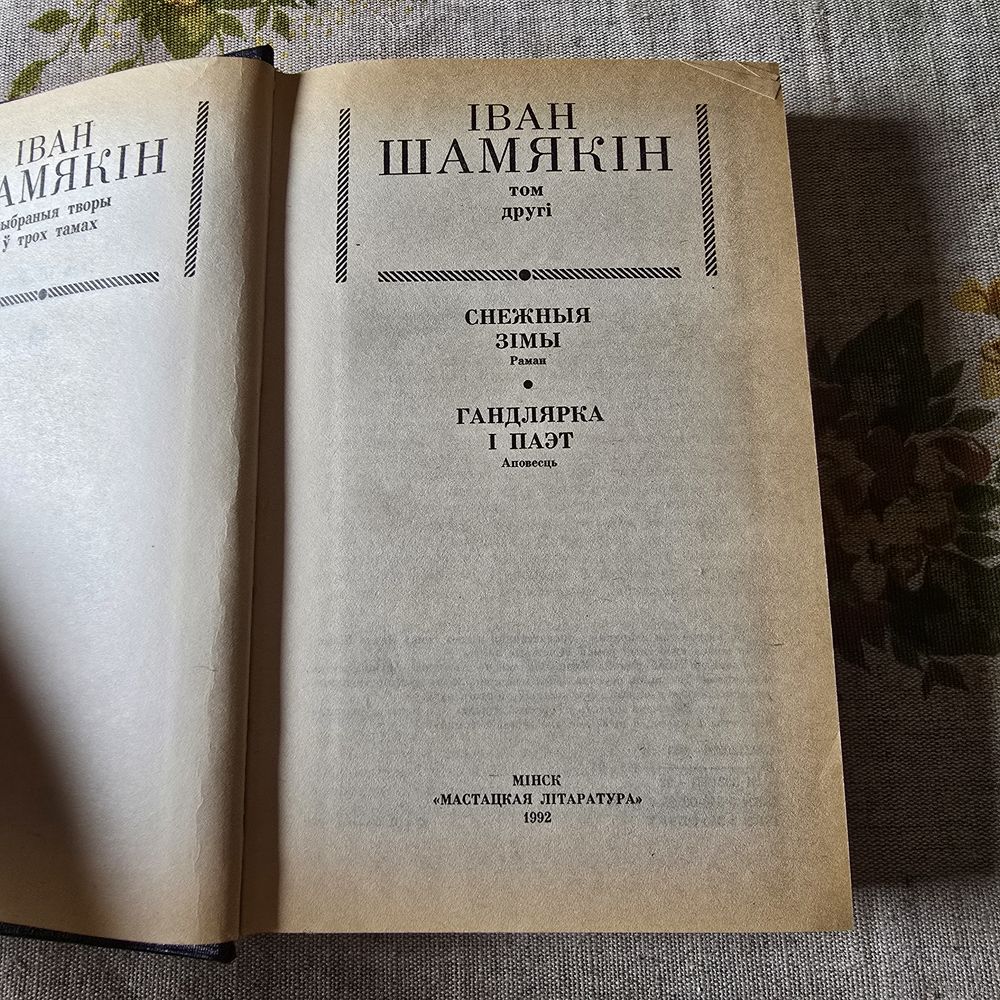 ІВАН
АМЯКІН
ыбраныя творы
ў трох тамах
ІВАН
ШАМЯКІН
том
другі
СНЕЖНЫЯ
ЗІМЫ
Раман
ГАНДЛЯРКА
І ПАЭТ
Аповесць
МІНСК
«МАСТАЦКАЯ ЛІТАРАТУРА»
1992